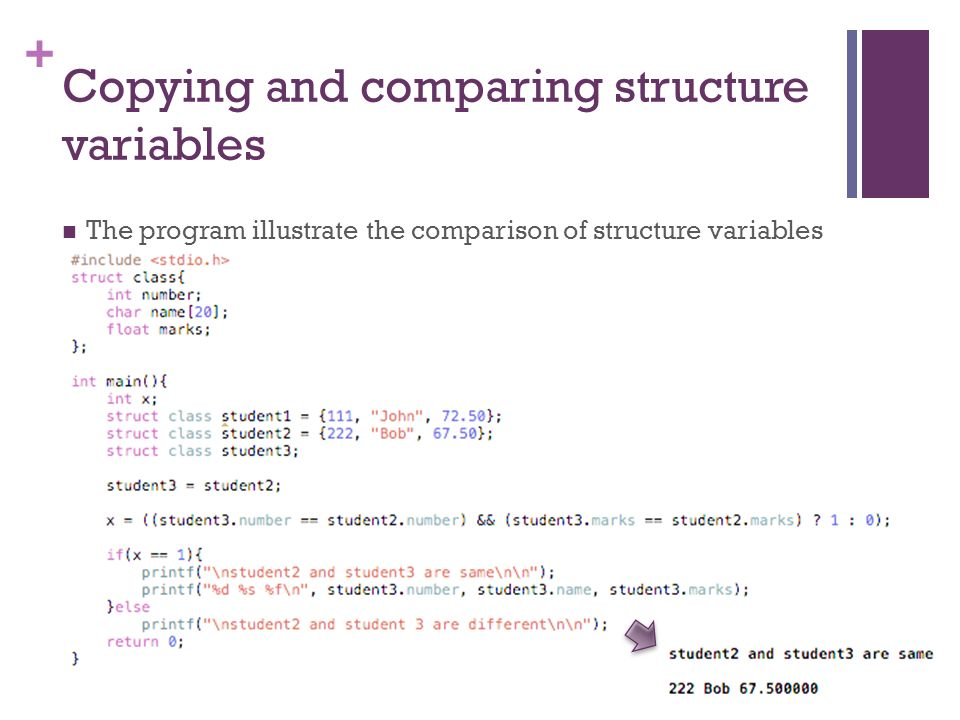 +
Copying and comparing structure
variables
The program illustrate the comparison of structure variables
#include <stdio.h>
struct class{
    int number;
    char name[20];
    float marks;
};

int main(){
    int x;
    struct class student1 = {111, "John", 72.50};
    struct class student2 = {222, "Bob", 67.50};
    struct class student3;

    student3 = student2;

    x = ((student3.number == student2.number) && (student3.marks == student2.marks) ? 1 : 0);

    if(x == 1){
        printf("\nstudent2 and student3 are same\n\n");
        printf("%d %s %f\n", student3.number, student3.name, student3.marks);
    }else
        printf("\nstudent2 and student 3 are different\n\n");
    return 0;
}
student2 and student3 are same
222 Bob 67.500000